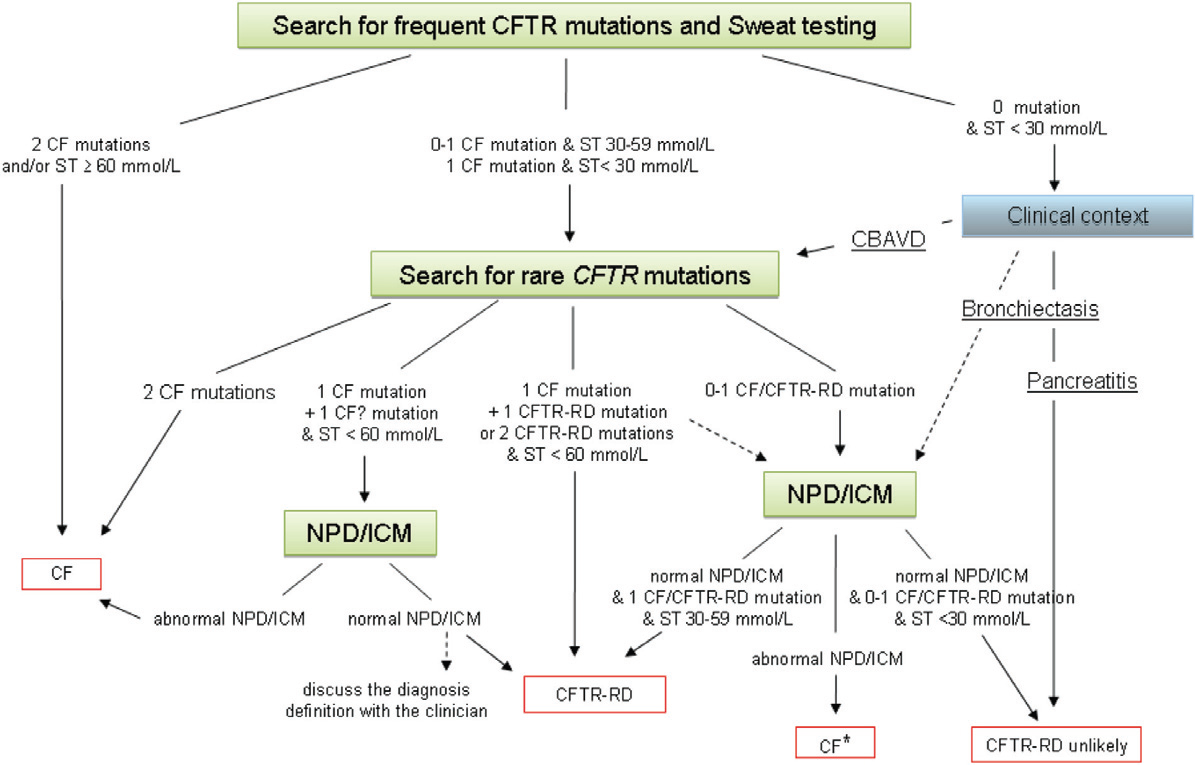 Search for frequent CFTR mutations and Sweat testing
2 CF mutations
and/or ST ≥ 60 mmol/L
0-1 CF mutation & ST 30-59 mmol/L
1 CF mutation & ST< 30 mmol/L
0 mutation
& ST < 30 mmol/L
Clinical context
CBAVD
Search for rare CFTR mutations
Bronchiectasis
Pancreatitis
2 CF mutations
1 CF mutation
+ 1 CF? mutation
& ST < 60 mmol/L
1 CF mutation
+ 1 CFTR-RD mutation
or 2 CFTR-RD mutations
& ST < 60 mmol/L
0-1 CF/CFTR-RD mutation
NPD/ICM
NPD/ICM
CF
abnormal NPD/ICM
normal NPD/ICM
normal NPD/ICM
& 1 CF/CFTR-RD mutation
& ST 30-59 mmol/L
normal NPD/ICM
& 0-1 CF/CFTR-RD mutation
& ST <30 mmol/L
abnormal NPD/ICM
discuss the diagnosis
definition with the clinician
CFTR-RD
CF*
CFTR-RD unlikely